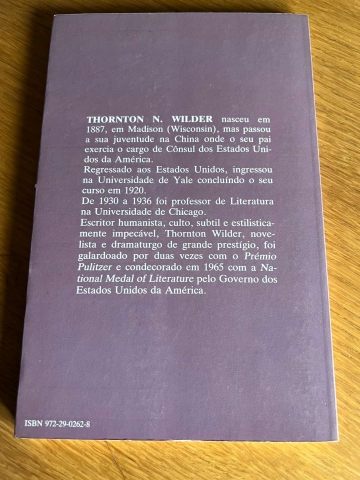 THORNTON N. WILDER nasceu em
1887, em Madison (Wisconsin), mas passou
a sua juventude na China onde o seu pai
exercia o cargo de Cônsul dos Estados Uni-
dos da América.
Regressado aos Estados Unidos, ingressou
na Universidade de Yale concluíndo o seu
curso em 1920.
De 1930 a 1936 foi professor de Literatura
na Universidade de Chicago.
Escritor humanista, culto, subtil e estilistica-
mente impecável, Thornton Wilder, nove-
lista e dramaturgo de grande prestígio, foi
galardoado por duas vezes com o Prémio
Pulitzer e condecorado em 1965 com a Na-
tional Medal of Literature pelo Governo dos
Estados Unidos da América.
ISBN 972-29-0262-8